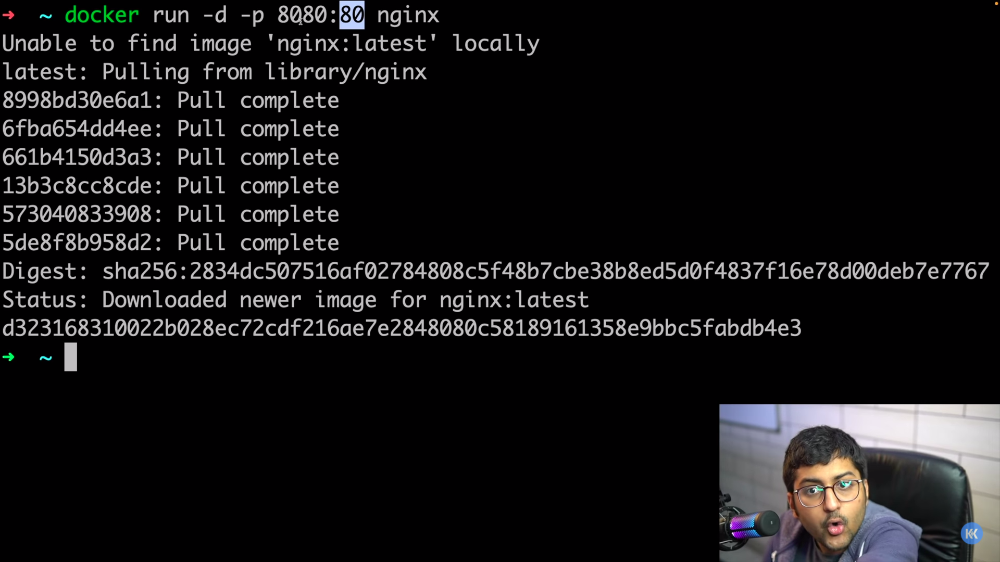 ➜ ~ docker run -d -p 8080:80 nginx
Unable to find image 'nginx:latest' locally
latest: Pulling from library/nginx
8998bd30e6a1: Pull complete
6fba654dd4ee: Pull complete
661b4150d3a3: Pull complete
13b3c8cc8cde: Pull complete
573040833908: Pull complete
5de8f8b958d2: Pull complete
Digest: sha256:2834dc507516af02784808c5f48b7cbe38b8ed5d0f4837f16e78d00deb7e7767
Status: Downloaded newer image for nginx:latest
d323168310022b028ec72cdf216ae7e2848080c58189161358e9bbc5fabdb4e3
➜ ~
KK